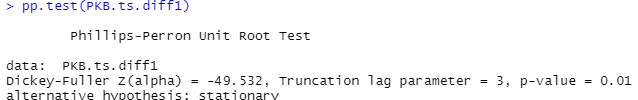 > pp.test(PKB.ts.diff1)
Phillips-Perron Unit Root Test
data:  PKB.ts.diff1
Dickey-Fuller Z(alpha) = -49.532, Truncation lag parameter = 3, p-value = 0.01
alternative hypothesis: stationary